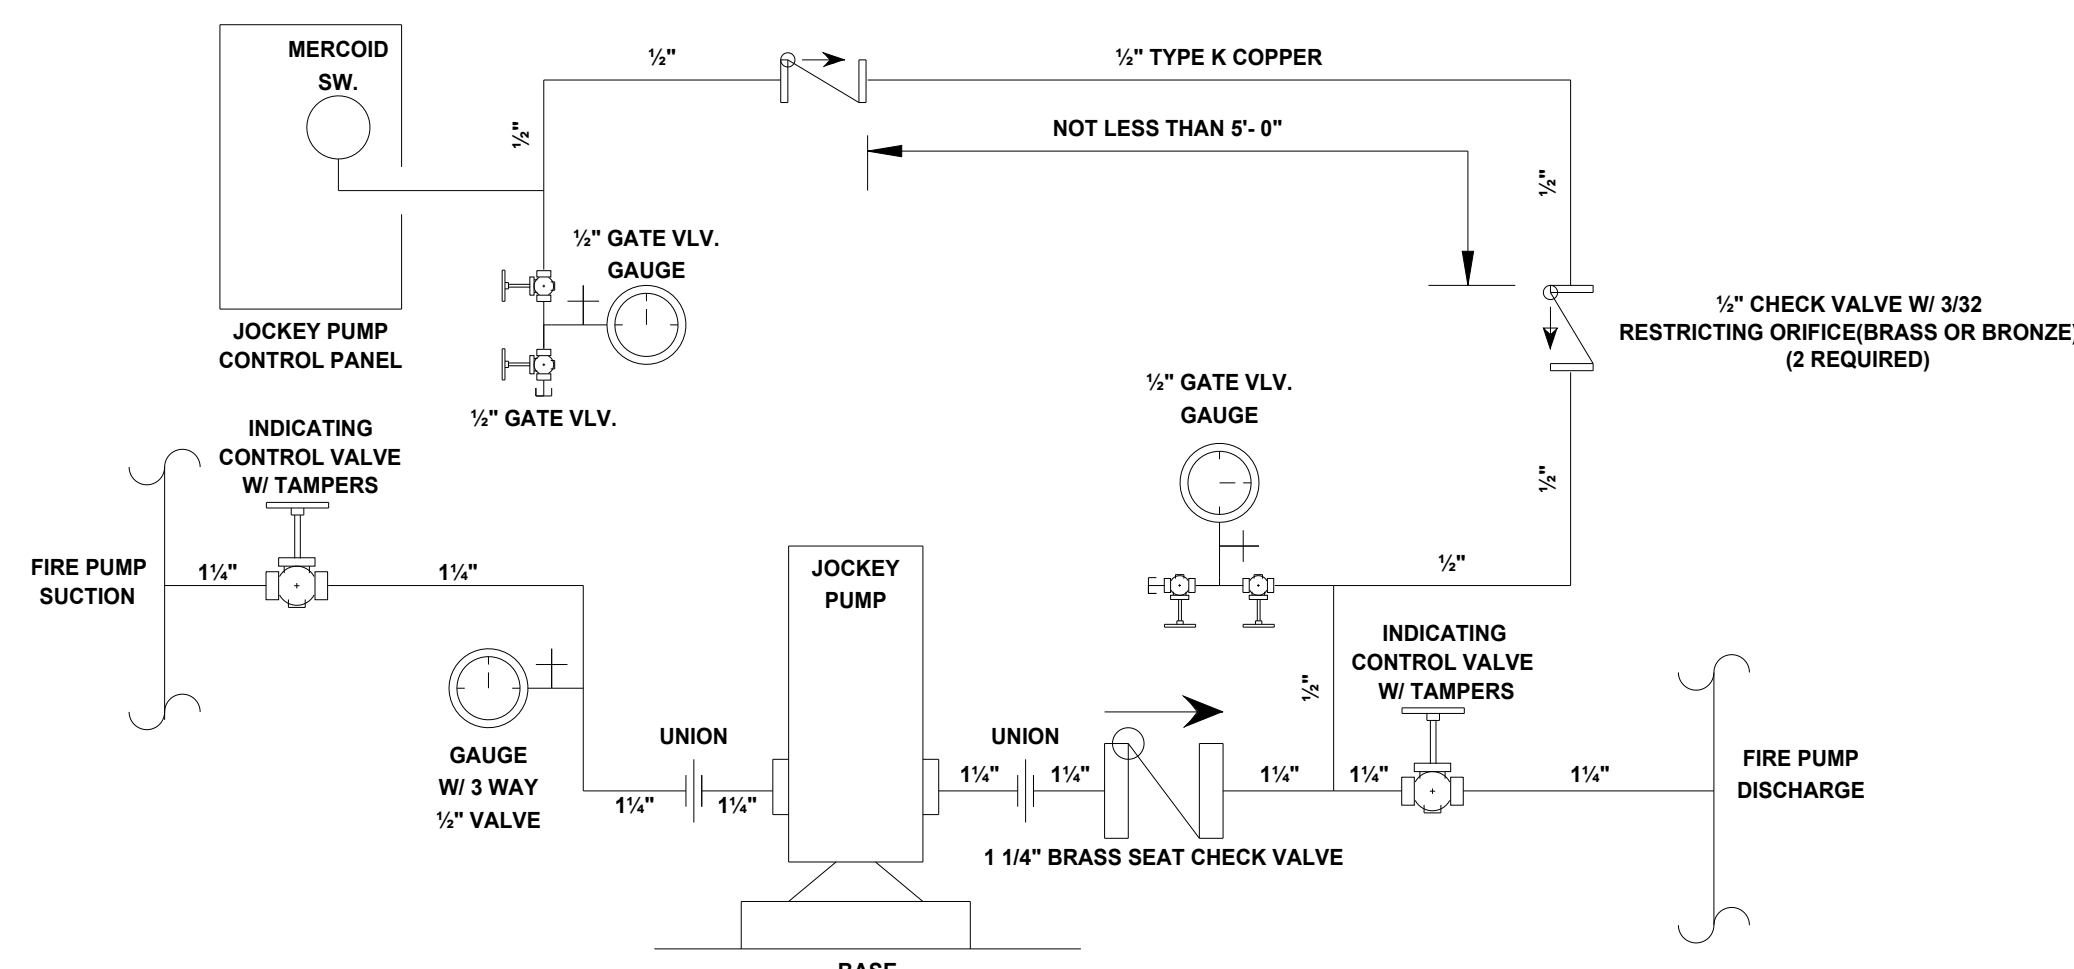 MERCOID
SW.
½"
½" TYPE K COPPER
½"
NOT LESS THAN 5'- 0"
½"
½" GATE VLV.
GAUGE
JOCKEY PUMP
CONTROL PANEL
½" GATE VLV.
½" CHECK VALVE W/ 3/32
RESTRICTING ORIFICE(BRASS OR BRONZE)
(2 REQUIRED)
½" GATE VLV.
GAUGE
½"
INDICATING
CONTROL VALVE
W/ TAMPERS
FIRE PUMP
SUCTION
1¼"
1¼"
JOCKEY
PUMP
½"
INDICATING
CONTROL VALVE
W/ TAMPERS
½"
GAUGE
W/ 3 WAY
½" VALVE
UNION
1¼"
1¼"
UNION
1¼"
1¼"
1¼"
1¼"
1¼"
FIRE PUMP
DISCHARGE
1 1/4" BRASS SEAT CHECK VALVE
BASE